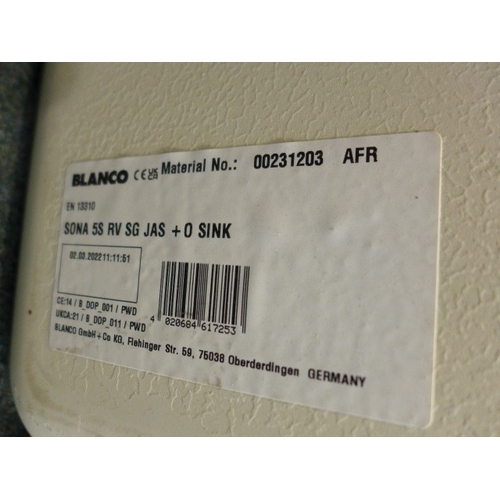 BLANCO CE UKCA Material No.: 00231203 AFR
EN 13310
SONA 5S RV SG JAS + O SINK
02.03.2022 11:11:51
CE:14 / B_DOP_001 / PWD
UKCA:21 / B_DOP_011 / PWD
4 020684 617253
BLANCO GmbH + Co KG, Flehinger Str. 59, 75038 Oberderdingen GERMANY